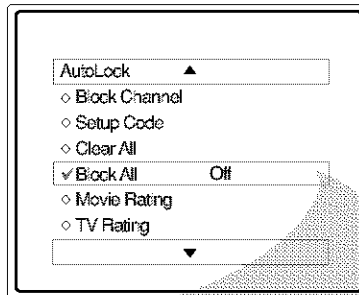 AutoLock ▲
◇ Block Channel
◇ Setup Code
◇ Clear All
✔ Block All Off
◇ Movie Rating
◇ TV Rating
▼